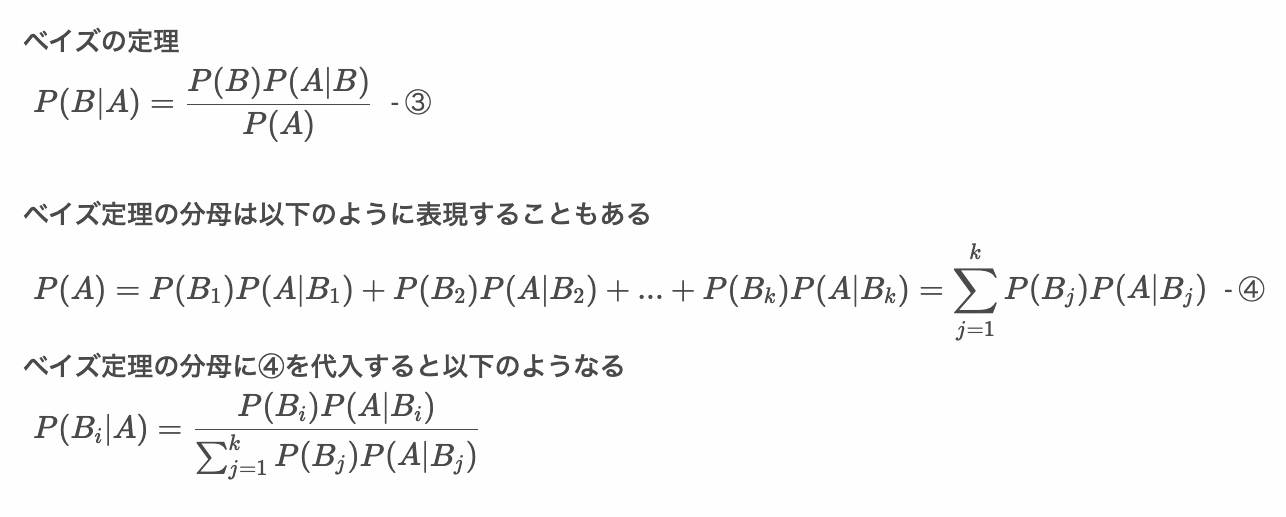 ベイズの定理
P(B|A) = \frac{P(B)P(A|B)}{P(A)} - ③
ベイズ定理の分母は以下のように表現することもある
P(A) = P(B_1)P(A|B_1) + P(B_2)P(A|B_2) + ... + P(B_k)P(A|B_k) = \sum_{j=1}^{k} P(B_j)P(A|B_j) - ④
ベイズ定理の分母に④を代入すると以下のようなる
P(B_i|A) = \frac{P(B_i)P(A|B_i)}{\sum_{j=1}^{k} P(B_j)P(A|B_j)}